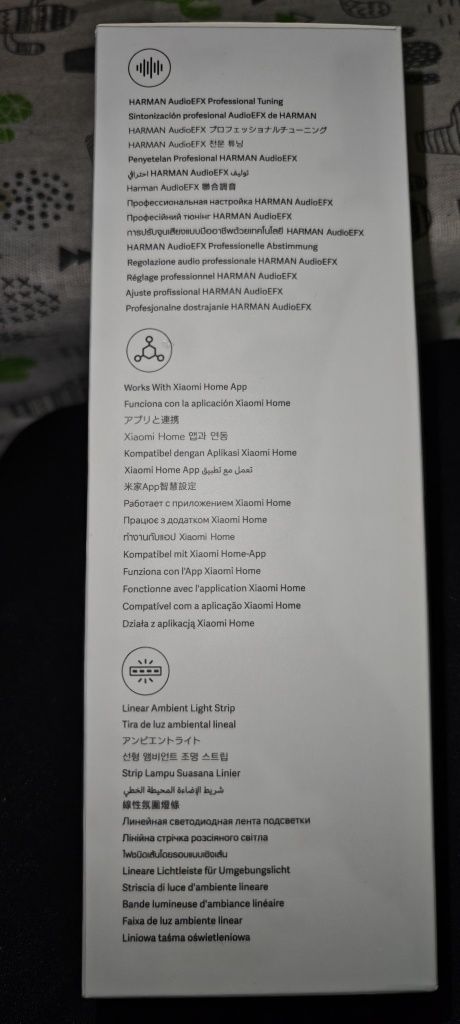 HARMAN AudioEFX Professional Tuning
Sintonización profesional AudioEFX de HARMAN
HARMAN AudioEFX プロフェッショナルチューニング
HARMAN AudioEFX 전문 튜닝
Penyetelan Profesional HARMAN AudioEFX
توليف HARMAN AudioEFX احترافي
Harman AudioEFX 聯合調音
Профессиональная настройка HARMAN AudioEFX
Професійний тюнінг HARMAN AudioEFX
การปรับจูนเสียงแบบมืออาชีพด้วยเทคโนโลยี HARMAN AudioEFX
HARMAN AudioEFX Professionelle Abstimmung
Regolazione audio professionale HARMAN AudioEFX
Réglage professionnel HARMAN AudioEFX
Ajuste profissional HARMAN AudioEFX
Profesjonalne dostrajanie HARMAN AudioEFX
Works With Xiaomi Home App
Funciona con la aplicación Xiaomi Home
アプリと連携
Xiaomi Home 앱과 연동
Kompatibel dengan Aplikasi Xiaomi Home
تعمل مع تطبيق Xiaomi Home App
米家App智慧設定
Работает с приложением Xiaomi Home
Працює з додатком Xiaomi Home
ทำงานกับแอป Xiaomi Home
Kompatibel mit Xiaomi Home-App
Funziona con l'App Xiaomi Home
Fonctionne avec l'application Xiaomi Home
Compatível com a aplicação Xiaomi Home
Działa z aplikacją Xiaomi Home
Linear Ambient Light Strip
Tira de luz ambiental lineal
アンビエントライト
선형 앰비언트 조명 스트립
Strip Lampu Suasana Linier
شريط الإضاءة المحيطة الخطي
線性氛圍燈條
Линейная светодиодная лента подсветки
Лінійна стрічка розсіяного світла
ไฟชนิดเส้นโดยรอบแบบเชิงเส้น
Lineare Lichtleiste für Umgebungslicht
Striscia di luce d'ambiente lineare
Bande lumineuse d'ambiance linéaire
Faixa de luz ambiente linear
Liniowa taśma oświetleniowa